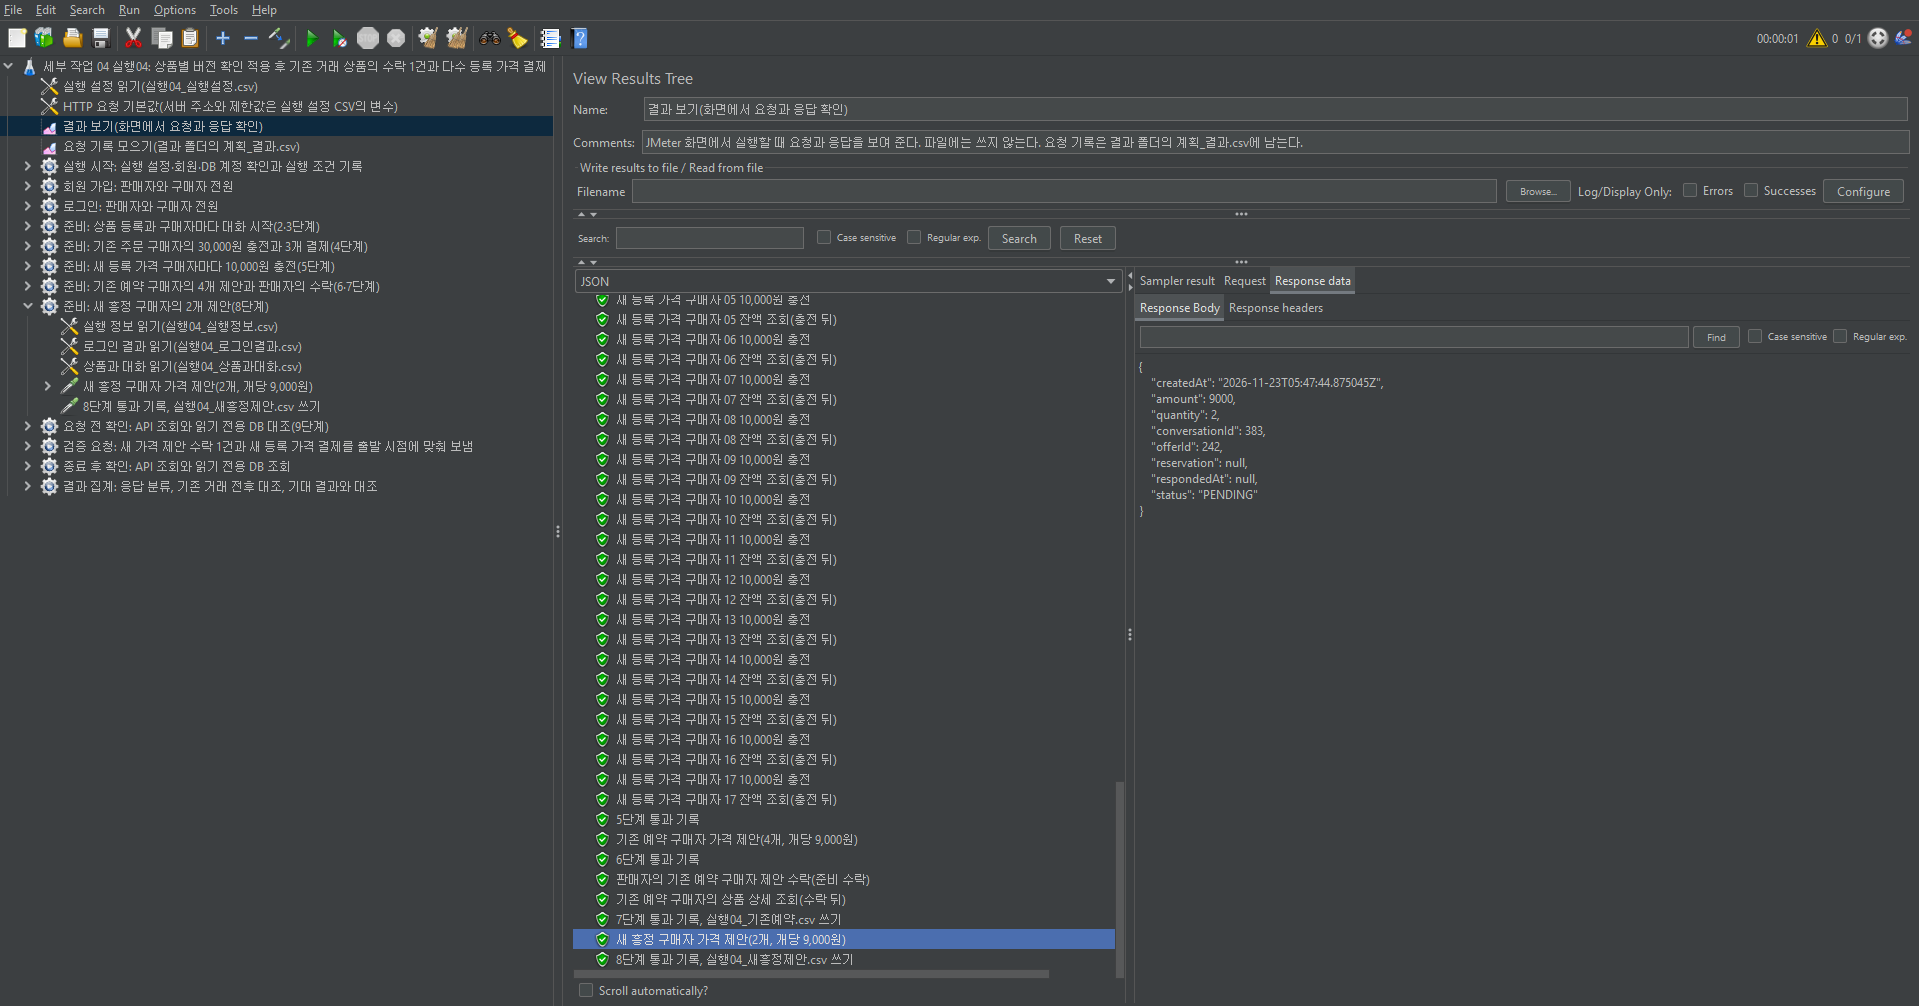 File Edit Search Run Options Tools Help
00:00:01 0 0/1
세부 작업 04 실행04: 상품별 버전 확인 적용 후 기존 거래 상품의 수락 1건과 다수 등록 가격 결제
실행 설정 읽기(실행04_실행설정.csv)
HTTP 요청 기본값(서버 주소와 제한값은 실행 설정 CSV의 변수)
결과 보기(화면에서 요청과 응답 확인)
요청 기록 모으기(결과 폴더의 계획_결과.csv)
실행 시작: 실행 설정·회원·DB 계정 확인과 실행 조건 기록
회원 가입: 판매자와 구매자 전원
로그인: 판매자와 구매자 전원
준비: 상품 등록과 구매자마다 대화 시작(2·3단계)
준비: 기존 주문 구매자의 30,000원 충전과 3개 결제(4단계)
준비: 새 등록 가격 구매자마다 10,000원 충전(5단계)
준비: 기존 예약 구매자의 4개 제안과 판매자의 수락(6·7단계)
준비: 새 흥정 구매자의 2개 제안(8단계)
실행 정보 읽기(실행04_실행정보.csv)
로그인 결과 읽기(실행04_로그인결과.csv)
상품과 대화 읽기(실행04_상품과대화.csv)
새 흥정 구매자 가격 제안(2개, 개당 9,000원)
8단계 통과 기록, 실행04_새흥정제안.csv 쓰기
요청 전 확인: API 조회와 읽기 전용 DB 대조(9단계)
검증 요청: 새 가격 제안 수락 1건과 새 등록 가격 결제를 출발 시점에 맞춰 보냄
종료 후 확인: API 조회와 읽기 전용 DB 조회
결과 집계: 응답 분류, 기존 거래 전후 대조, 기대 결과와 대조
View Results Tree
Name: 결과 보기(화면에서 요청과 응답 확인)
Comments: JMeter 화면에서 실행할 때 요청과 응답을 보여 준다. 파일에는 쓰지 않는다. 요청 기록은 결과 폴더의 계획_결과.csv에 남는다.
Write results to file / Read from file
Filename Browse... Log/Display Only: Errors Successes Configure
Search: Case sensitive Regular exp. Search Reset
JSON
새 등록 가격 구매자 05 10,000원 충전
새 등록 가격 구매자 05 잔액 조회(충전 뒤)
새 등록 가격 구매자 06 10,000원 충전
새 등록 가격 구매자 06 잔액 조회(충전 뒤)
새 등록 가격 구매자 07 10,000원 충전
새 등록 가격 구매자 07 잔액 조회(충전 뒤)
새 등록 가격 구매자 08 10,000원 충전
새 등록 가격 구매자 08 잔액 조회(충전 뒤)
새 등록 가격 구매자 09 10,000원 충전
새 등록 가격 구매자 09 잔액 조회(충전 뒤)
새 등록 가격 구매자 10 10,000원 충전
새 등록 가격 구매자 10 잔액 조회(충전 뒤)
새 등록 가격 구매자 11 10,000원 충전
새 등록 가격 구매자 11 잔액 조회(충전 뒤)
새 등록 가격 구매자 12 10,000원 충전
새 등록 가격 구매자 12 잔액 조회(충전 뒤)
새 등록 가격 구매자 13 10,000원 충전
새 등록 가격 구매자 13 잔액 조회(충전 뒤)
새 등록 가격 구매자 14 10,000원 충전
새 등록 가격 구매자 14 잔액 조회(충전 뒤)
새 등록 가격 구매자 15 10,000원 충전
새 등록 가격 구매자 15 잔액 조회(충전 뒤)
새 등록 가격 구매자 16 10,000원 충전
새 등록 가격 구매자 16 잔액 조회(충전 뒤)
새 등록 가격 구매자 17 10,000원 충전
새 등록 가격 구매자 17 잔액 조회(충전 뒤)
5단계 통과 기록
기존 예약 구매자 가격 제안(4개, 개당 9,000원)
6단계 통과 기록
판매자의 기존 예약 구매자 제안 수락(준비 수락)
기존 예약 구매자의 상품 상세 조회(수락 뒤)
7단계 통과 기록, 실행04_기존예약.csv 쓰기
새 흥정 구매자 가격 제안(2개, 개당 9,000원)
8단계 통과 기록, 실행04_새흥정제안.csv 쓰기
Scroll automatically?
Sampler result Request Response data
Response Body Response headers
Find Case sensitive Regular exp.
{
"createdAt": "2026-11-23T05:47:44.875045Z",
"amount": 9000,
"quantity": 2,
"conversationId": 383,
"offerId": 242,
"reservation": null,
"respondedAt": null,
"status": "PENDING"
}